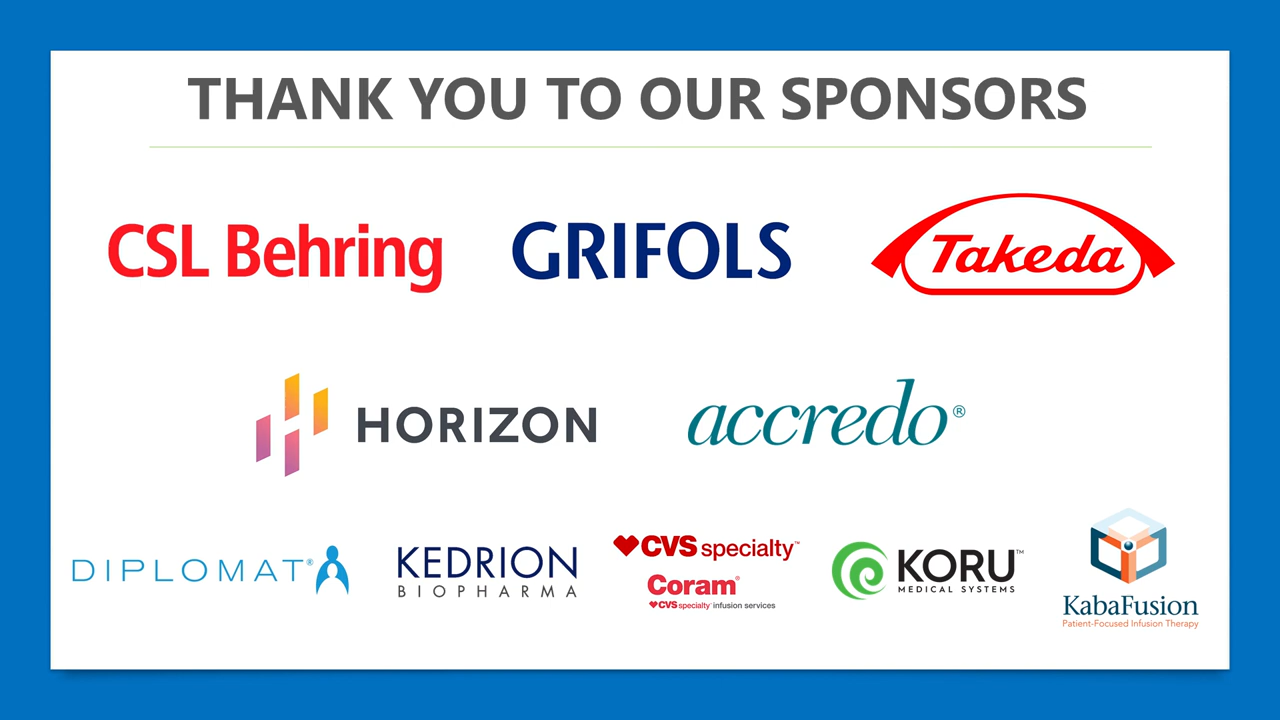 THANK YOU TO OUR SPONSORS
CSL Behring
GRIFOLS
Takeda
HORIZON
accredo®
DIPLOMAT®
KEDRION
BIOPHARMA
CVS specialty™
Coram®
CVS specialty® infusion services
KORU™
MEDICAL SYSTEMS
KabaFusion
Patient-Focused Infusion Therapy